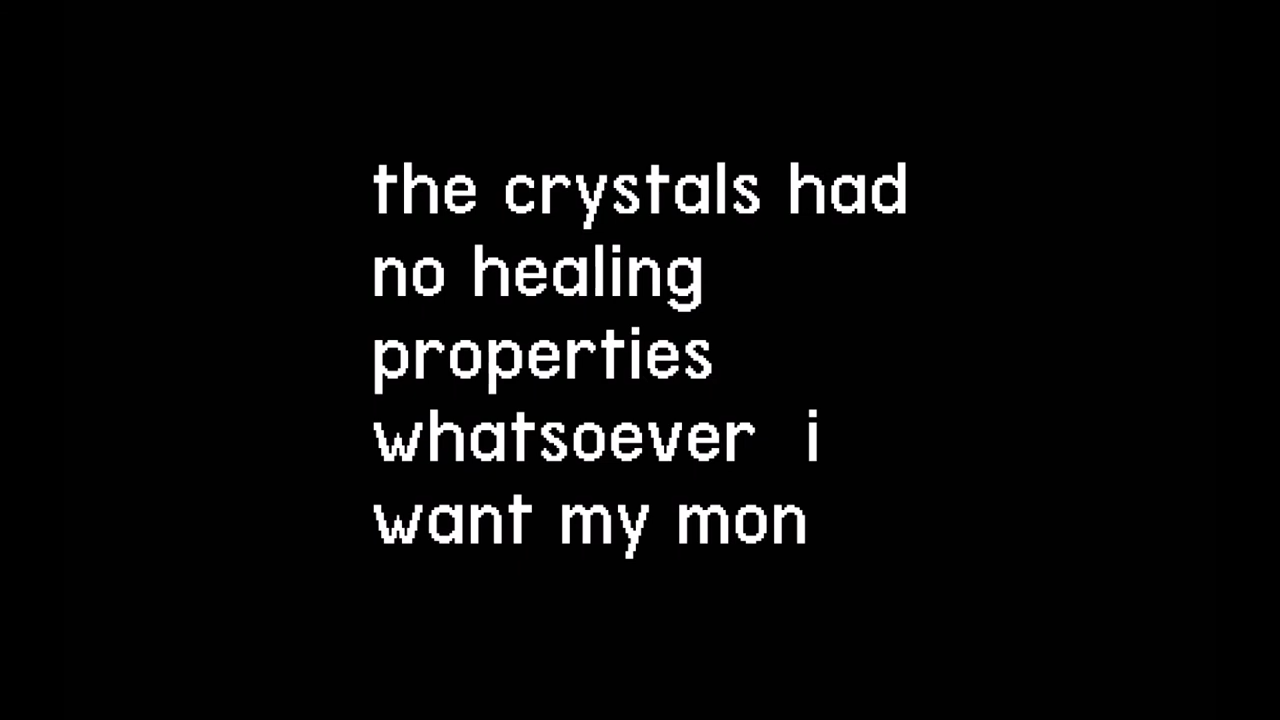 the crystals had
no healing
properties
whatsoever  i
want my mon